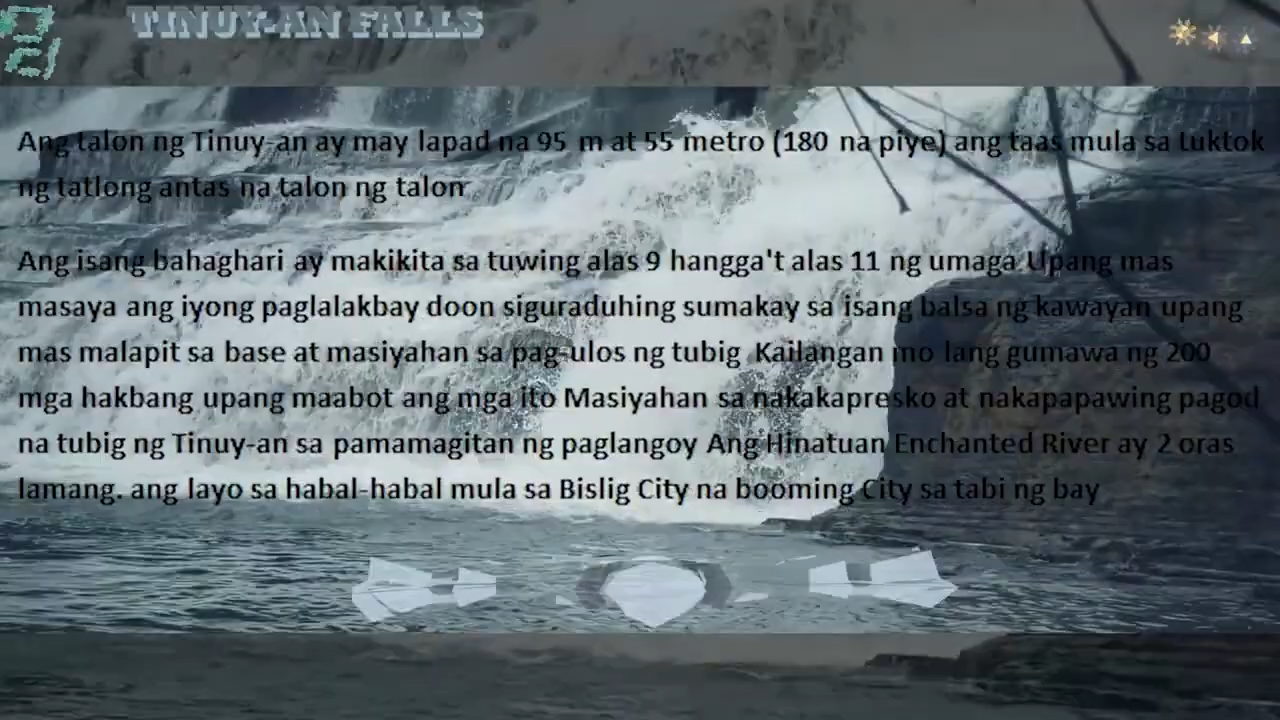 TINUY-AN FALLS
Ang talon ng Tinuy-an ay may lapad na 95 m at 55 metro (180 na piye) ang taas mula sa tuktok
ng tatlong antas na talon ng talon
Ang isang bahaghari ay makikita sa tuwing alas 9 hangga't alas 11 ng umaga Upang mas
masaya ang iyong paglalakbay doon siguraduhing sumakay sa isang balsa ng kawayan upang
mas malapit sa base at masiyahan sa pag-ulos ng tubig Kailangan mo lang gumawa ng 200
mga hakbang upang maabot ang mga ito Masiyahan sa nakakapresko at nakapapawing pagod
na tubig ng Tinuy-an sa pamamagitan ng paglangoy Ang Hinatuan Enchanted River ay 2 oras
lamang. ang layo sa habal-habal mula sa Bislig City na booming City sa tabi ng bay